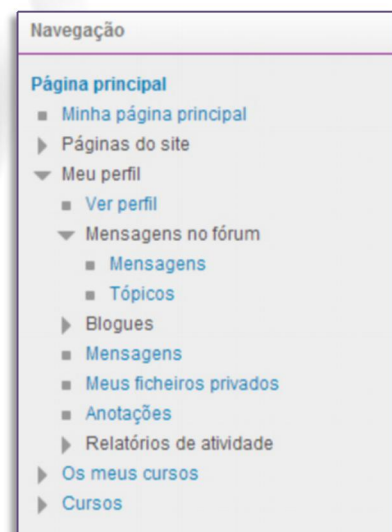 Navegação
Página principal
Minha página principal
Páginas do site
Meu perfil
Ver perfil
Mensagens no fórum
Mensagens
Tópicos
Blogues
Mensagens
Meus ficheiros privados
Anotações
Relatórios de atividade
Os meus cursos
Cursos